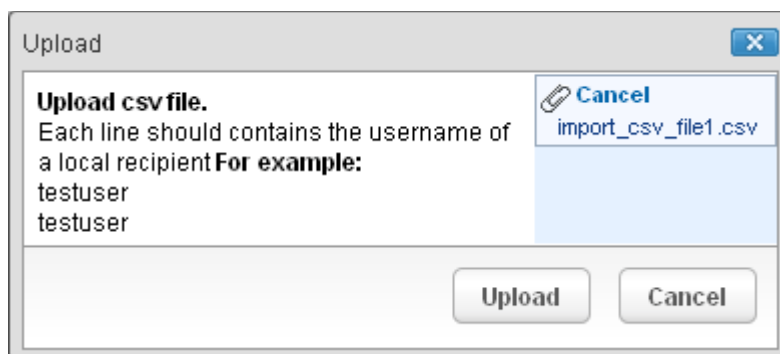 Upload
Upload csv file.
Each line should contains the username of
a local recipient For example:
testuser
testuser
Cancel
import_csv_file1.csv
Upload
Cancel